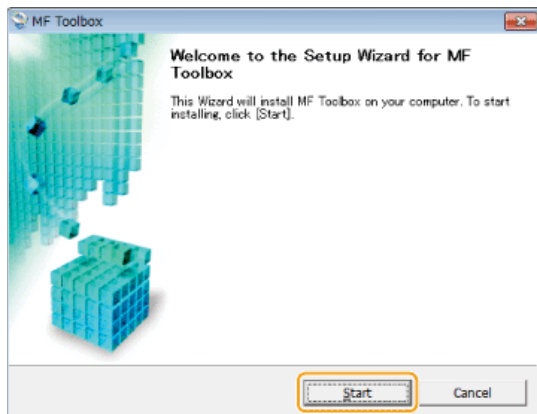 MF Toolbox
Welcome to the Setup Wizard for MF
Toolbox
This Wizard will install MF Toolbox on your computer. To start
installing, click [Start].
Start
Cancel